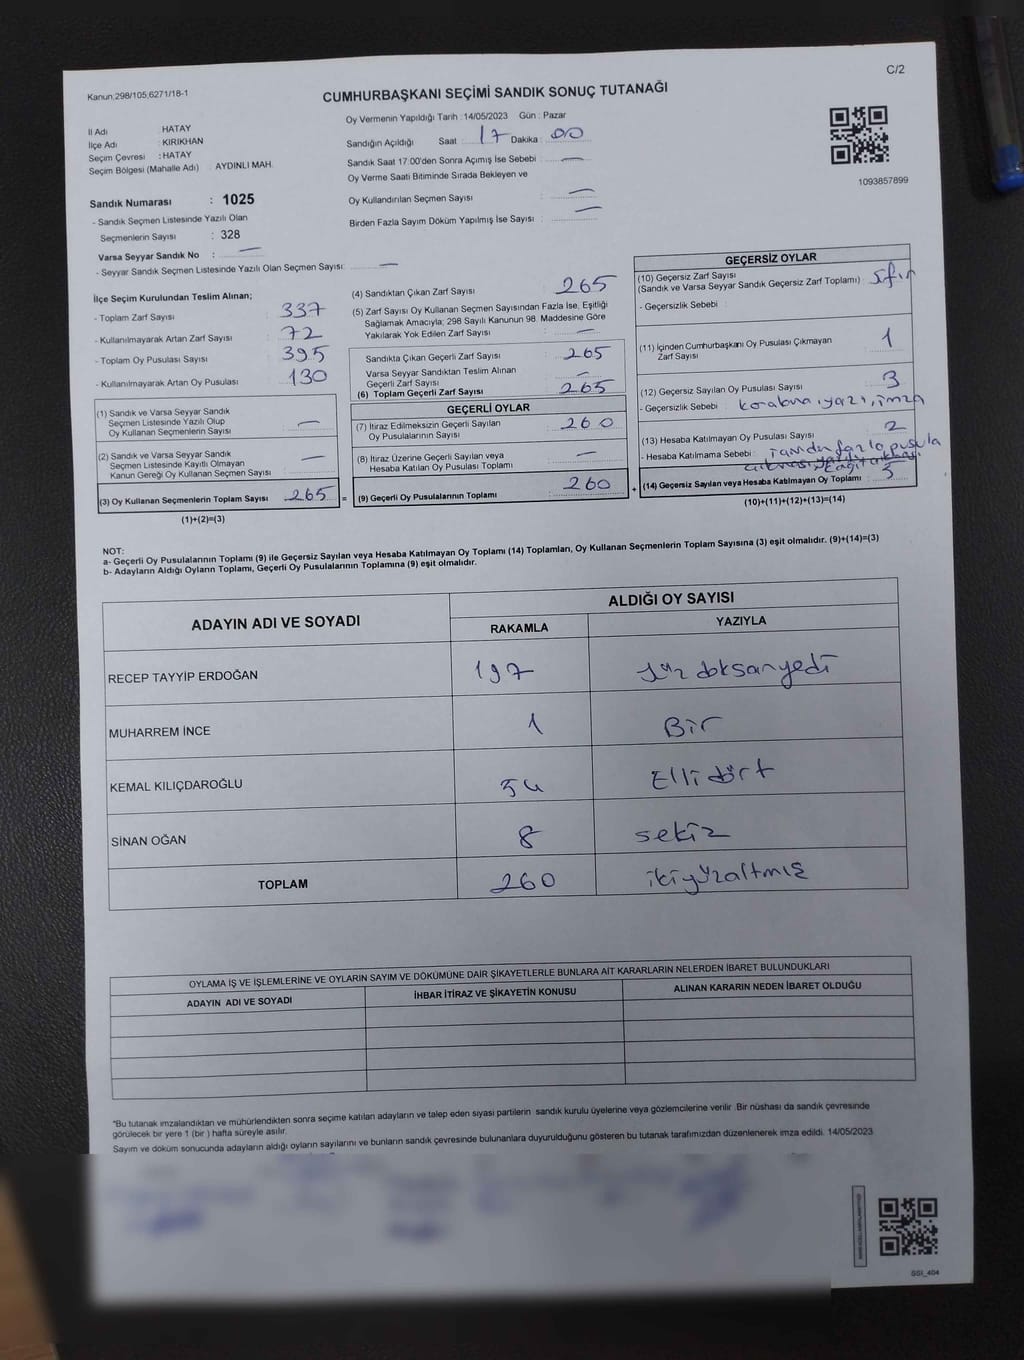 C/2
Kanun,298/105;6271/18-1
CUMHURBAŞKANI SEÇİMİ SANDIK SONUÇ TUTANAĞI
İl Adı HATAY
İlçe Adı : KIRIKHAN
Seçim Çevresi : HATAY
Seçim Bölgesi (Mahalle Adı) : AYDINLI MAH.
Sandık Numarası : 1025
- Sandık Seçmen Listesinde Yazılı Olan
Seçmenlerin Sayısı : 328
Varsa Seyyar Sandık No : —
- Seyyar Sandık Seçmen Listesinde Yazılı Olan Seçmen Sayısı: —
Oy Vermenin Yapıldığı Tarih :14/05/2023 Gün : Pazar
Sandığın Açıldığı Saat : 17 Dakika : 00
Sandık Saat 17.00'den Sonra Açımış İse Sebebi : —
Oy Verme Saati Bitiminde Sırada Bekleyen ve
Oy Kullandırılan Seçmen Sayısı : —
Birden Fazla Sayım Döküm Yapılmış İse Sayısı : —
1093857899
İlçe Seçim Kurulundan Teslim Alınan;
- Toplam Zarf Sayısı : 337
- Kullanılmayarak Artan Zarf Sayısı : 72
- Toplam Oy Pusulası Sayısı : 395
- Kullanılmayarak Artan Oy Pusulası : 130
(1) Sandık ve Varsa Seyyar Sandık
Seçmen Listesinde Yazılı Olup
Oy Kullanan Seçmenlerin Sayısı : —
(2) Sandık ve Varsa Seyyar Sandık
Seçmen Listesinde Kayıtlı Olmayan
Kanun Gereği Oy Kullanan Seçmen Sayısı : —
(3) Oy Kullanan Seçmenlerin Toplam Sayısı : 265 =
(1)+(2)=(3)
(4) Sandıktan Çıkan Zarf Sayısı : 265
(5) Zarf Sayısı Oy Kullanan Seçmen Sayısından Fazla İse, Eşitliği
Sağlamak Amacıyla; 298 Sayılı Kanunun 98. Maddesine Göre
Yakılarak Yok Edilen Zarf Sayısı : —
Sandıkta Çıkan Geçerli Zarf Sayısı : 265
Varsa Seyyar Sandıktan Teslim Alınan
Geçerli Zarf Sayısı : —
(6) Toplam Geçerli Zarf Sayısı : 265
GEÇERLİ OYLAR
(7) İtiraz Edilmeksizin Geçerli Sayılan
Oy Pusulalarının Sayısı : 260
(8) İtiraz Üzerine Geçerli Sayılan veya
Hesaba Katılan Oy Pusulası Toplamı : —
(9) Geçerli Oy Pusulalarının Toplamı : 260 +
GEÇERSİZ OYLAR
(10) Geçersiz Zarf Sayısı
(Sandık ve Varsa Seyyar Sandık Geçersiz Zarf Toplamı) : sıfır
- Geçersizlik Sebebi :
(11) İçinden Cumhurbaşkanı Oy Pusulası Çıkmayan
Zarf Sayısı : 1
(12) Geçersiz Sayılan Oy Pusulası Sayısı : 3
- Geçersizlik Sebebi : yazı, imza
(13) Hesaba Katılmayan Oy Pusulası Sayısı : 2
- Hesaba Katılmama Sebebi : fazla pusula
(14) Geçersiz Sayılan veya Hesaba Katılmayan Oy Toplamı : 5
(10)+(11)+(12)+(13)=(14)
NOT:
a- Geçerli Oy Pusulalarının Toplamı (9) ile Geçersiz Sayılan veya Hesaba Katılmayan Oy Toplamı (14) Toplamları, Oy Kullanan Seçmenlerin Toplam Sayısına (3) eşit olmalıdır. (9)+(14)=(3)
b- Adayların Aldığı Oyların Toplamı, Geçerli Oy Pusulalarının Toplamına (9) eşit olmalıdır.
ADAYIN ADI VE SOYADI ALDIĞI OY SAYISI
RAKAMLA YAZIYLA
RECEP TAYYİP ERDOĞAN 197 Yüz doksanyedi
MUHARREM İNCE 1 Bir
KEMAL KILIÇDAROĞLU 54 Elli dört
SİNAN OĞAN 8 sekiz
TOPLAM 260 ikiyüzaltmış
OYLAMA İŞ VE İŞLEMLERİNE VE OYLARIN SAYIM VE DÖKÜMÜNE DAİR ŞİKAYETLERLE BUNLARA AİT KARARLARIN NELERDEN İBARET BULUNDUKLARI
ADAYIN ADI VE SOYADI İHBAR İTİRAZ VE ŞİKAYETİN KONUSU ALINAN KARARIN NEDEN İBARET OLDUĞU
"Bu tutanak imzalandıktan ve mühürlendikten sonra seçime katılan adayların ve talep eden siyasi partilerin sandık kurulu üyelerine veya gözlemcilerine verilir .Bir nüshası da sandık çevresinde
görülecek bir yere 1 (bir ) hafta süreyle asılır.
Sayım ve döküm sonucunda adayların aldığı oyların sayılarını ve bunların sandık çevresinde bulunanlara duyurulduğunu gösteren bu tutanak tarafımızdan düzenlenerek imza edildi. 14/05/2023
SSI_404